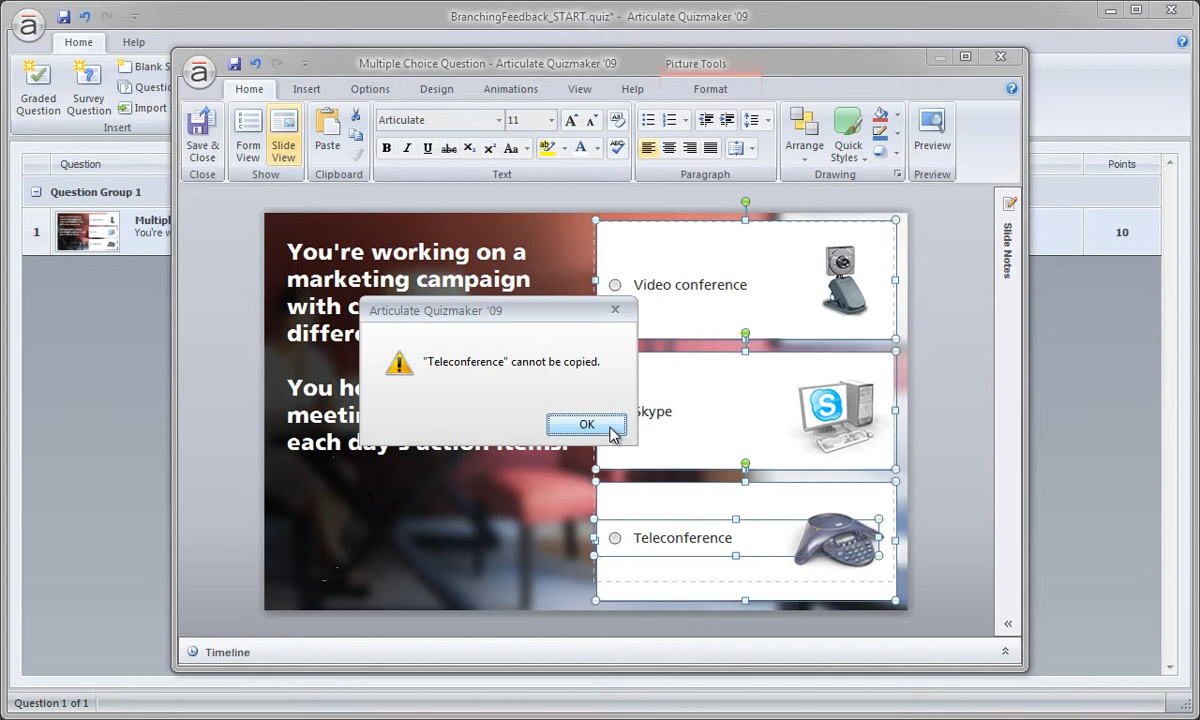 BranchingFeedback_START.quiz* - Articulate Quizmaker '09
Home
Help
Graded
Question
Survey
Question
Blank S
Questio
Import
Insert
Question
Points
Question Group 1
1
Multip
You're w
10
Multiple Choice Question - Articulate Quizmaker '09
Picture Tools
Home
Insert
Options
Design
Animations
View
Help
Format
Save &
Close
Close
Form
View
Slide
View
Show
Paste
Clipboard
Articulate
11
Text
Paragraph
Arrange
Quick
Styles
Drawing
Preview
Preview
You're working on a
marketing campaign
with c
differe
You ho
meetin
each day's action items.
Video conference
Skype
Teleconference
Articulate Quizmaker '09
"Teleconference" cannot be copied.
OK
Slide Notes
Timeline
Question 1 of 1